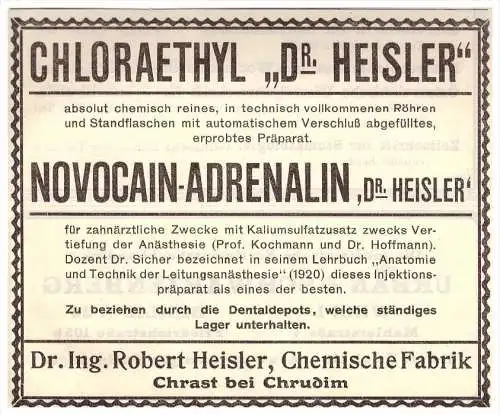 CHLORAETHYL „DR. HEISLER"
absolut chemisch reines, in technisch vollkommenen Röhren
und Standflaschen mit automatischem Verschluß abgefülltes,
erprobtes Präparat.
NOVOCAIN-ADRENALIN ‚DR. HEISLER‘
für zahnärztliche Zwecke mit Kaliumsulfatzusatz zwecks Ver-
tiefung der Anästhesie (Prof. Kochmann und Dr. Hoffmann).
Dozent Dr. Sicher bezeichnet in seinem Lehrbuch „Anatomie
und Technik der Leitungsanästhesie" (1920) dieses Injektions-
präparat als eines der besten.
Zu beziehen durch die Dentaldepots, welche ständiges
Lager unterhalten.
Dr. Ing. Robert Heisler, Chemische Fabrik
Chrast bei Chrudim